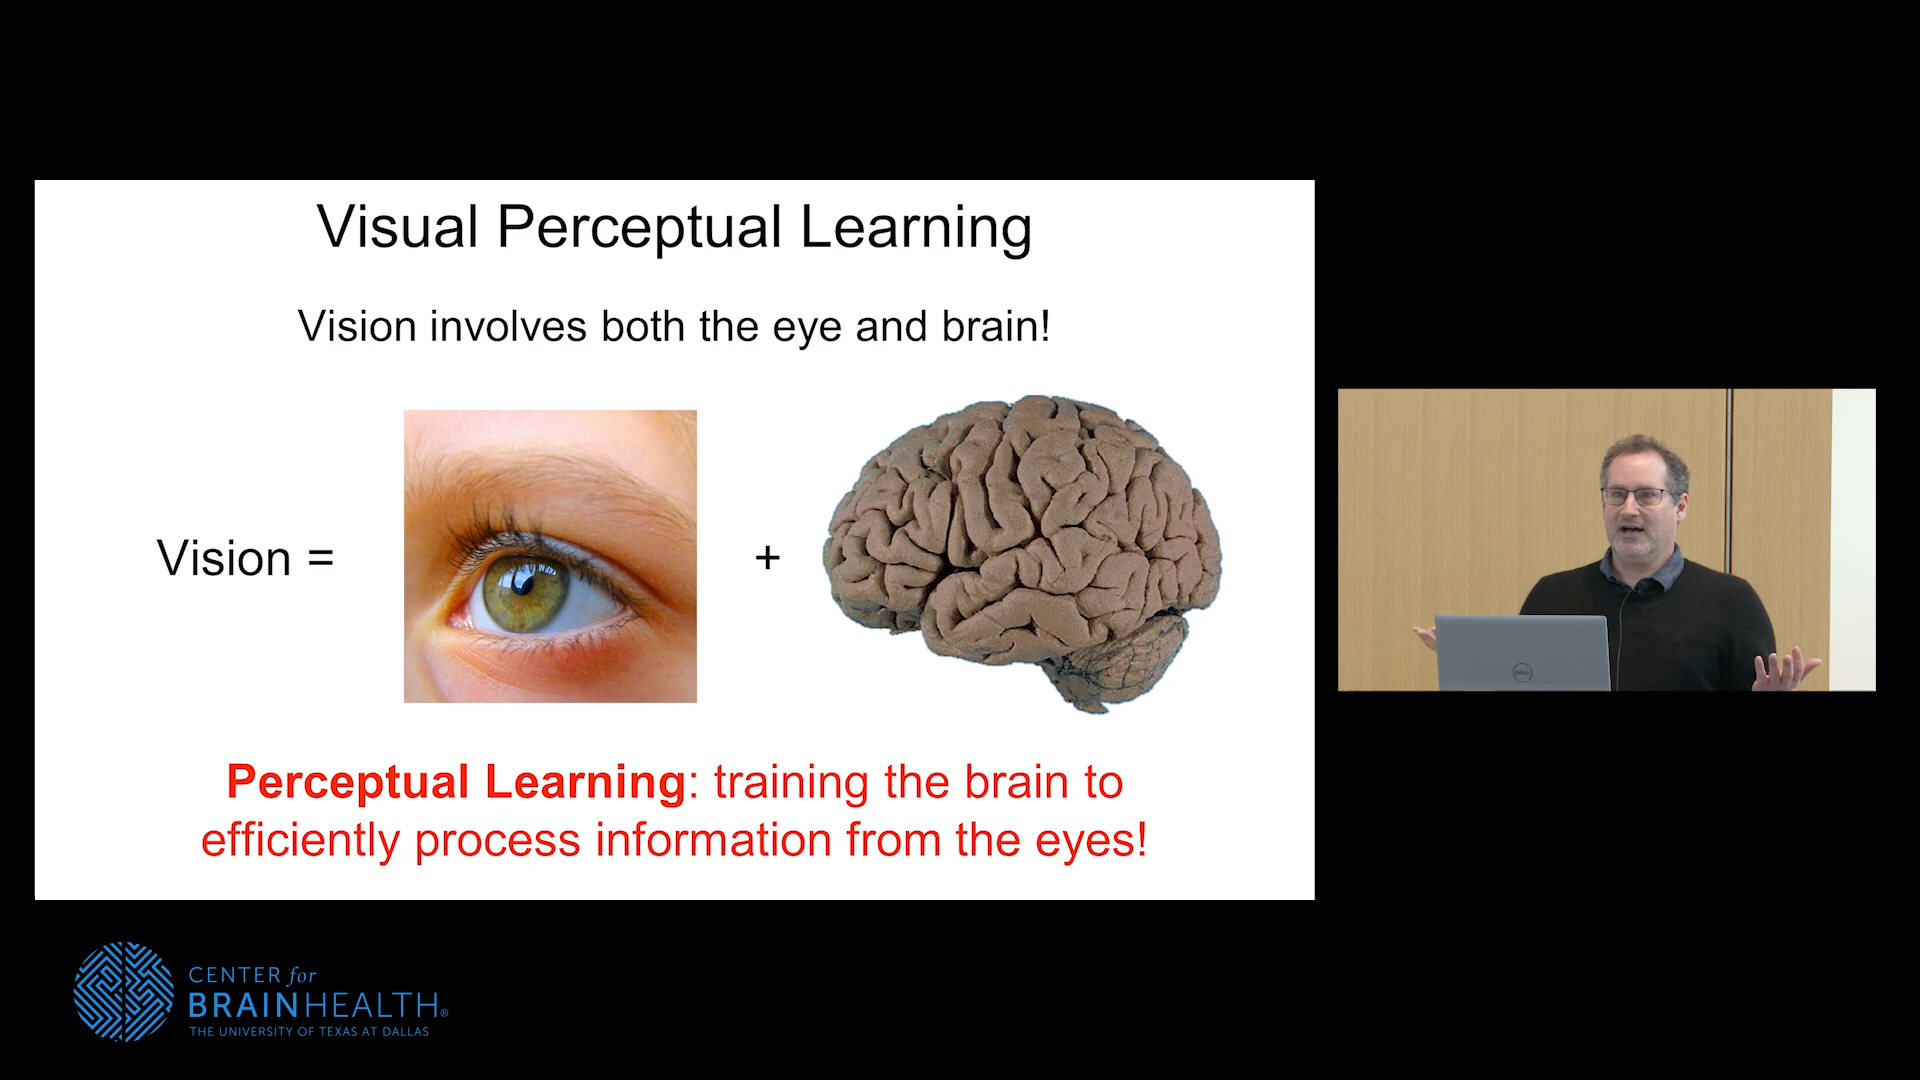 Visual Perceptual Learning
Vision involves both the eye and brain!
Vision =
+
Perceptual Learning: training the brain to
efficiently process information from the eyes!
DELL
CENTER for
BRAINHEALTH®
THE UNIVERSITY OF TEXAS AT DALLAS